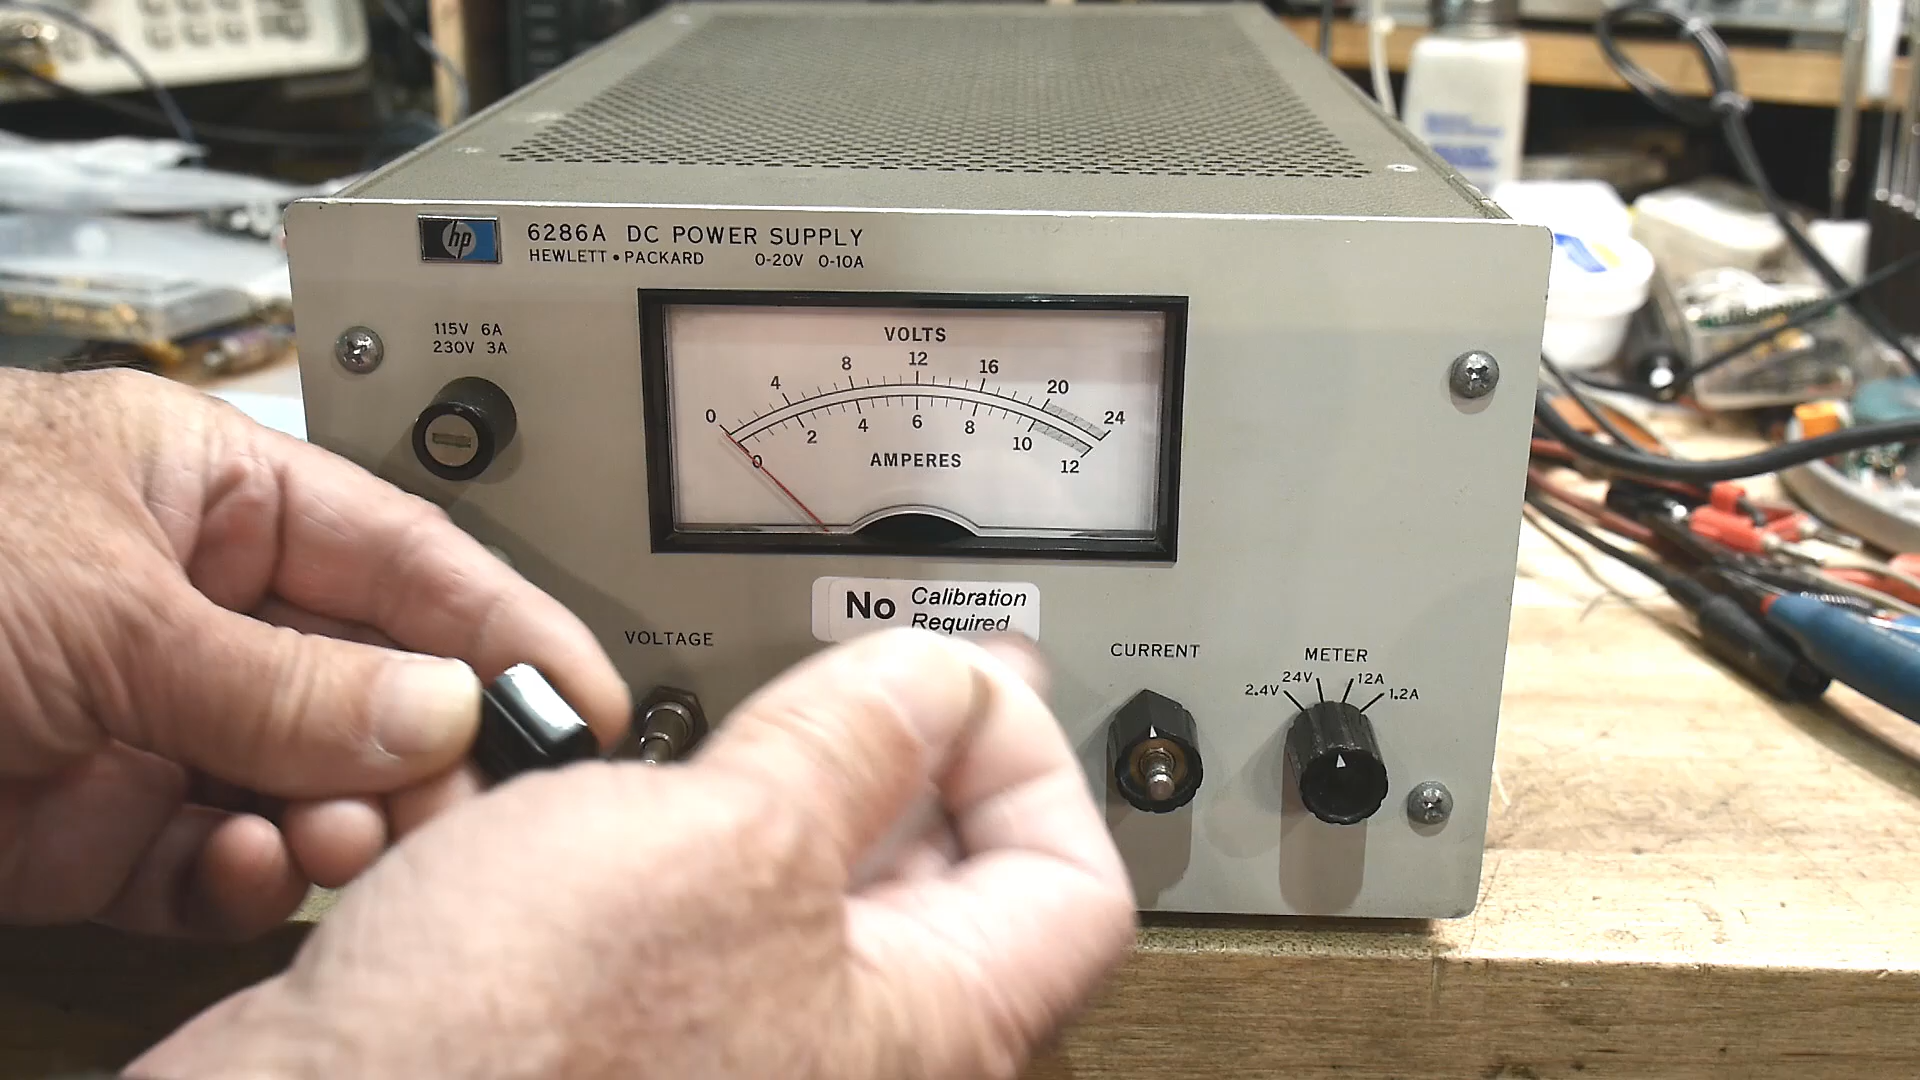 hp
6286A DC POWER SUPPLY
HEWLETT • PACKARD 0-20V 0-10A
115V 6A
230V 3A
VOLTS
0 4 8 12 16 20 24
0 2 4 6 8 10 12
AMPERES
No Calibration
Required
VOLTAGE
CURRENT
METER
2.4V 24V 12A 1.2A